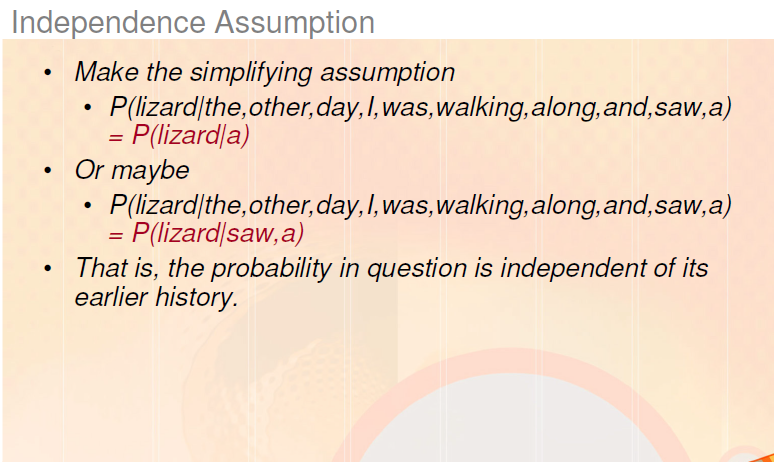 Independence Assumption
• Make the simplifying assumption
• P(lizard|the,other,day,I,was,walking,along,and,saw,a)
= P(lizard|a)
• Or maybe
• P(lizard|the,other,day,I,was,walking,along,and,saw,a)
= P(lizard|saw,a)
• That is, the probability in question is independent of its
earlier history.